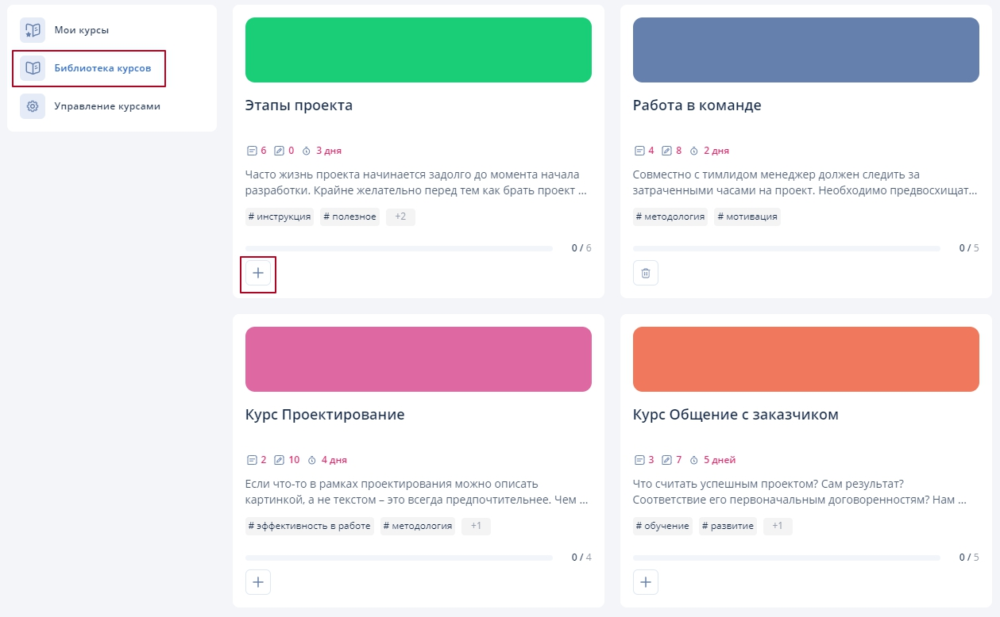 Мои курсы
Библиотека курсов
Управление курсами
Этапы проекта
6 0 3 дня
Часто жизнь проекта начинается задолго до момента начала
разработки. Крайне желательно перед тем как брать проект ...
# инструкция # полезное +2
0 / 6
Работа в команде
4 8 2 дня
Совместно с тимлидом менеджер должен следить за
затраченными часами на проект. Необходимо предвосхищат...
# методология # мотивация
0 / 5
Курс Проектирование
2 10 4 дня
Если что-то в рамках проектирования можно описать
картинкой, а не текстом – это всегда предпочтительнее. Чем ...
# эффективность в работе # методология +1
0 / 4
Курс Общение с заказчиком
3 7 5 дней
Что считать успешным проектом? Сам результат?
Соответствие его первоначальным договоренностям? Нам ...
# обучение # развитие +1
0 / 5